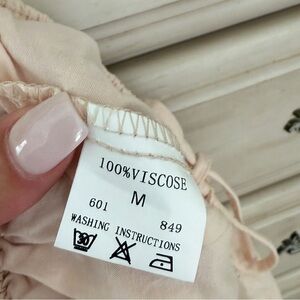 100%VISCOSE
M
601 849
WASHING INSTRUCTIONS
30